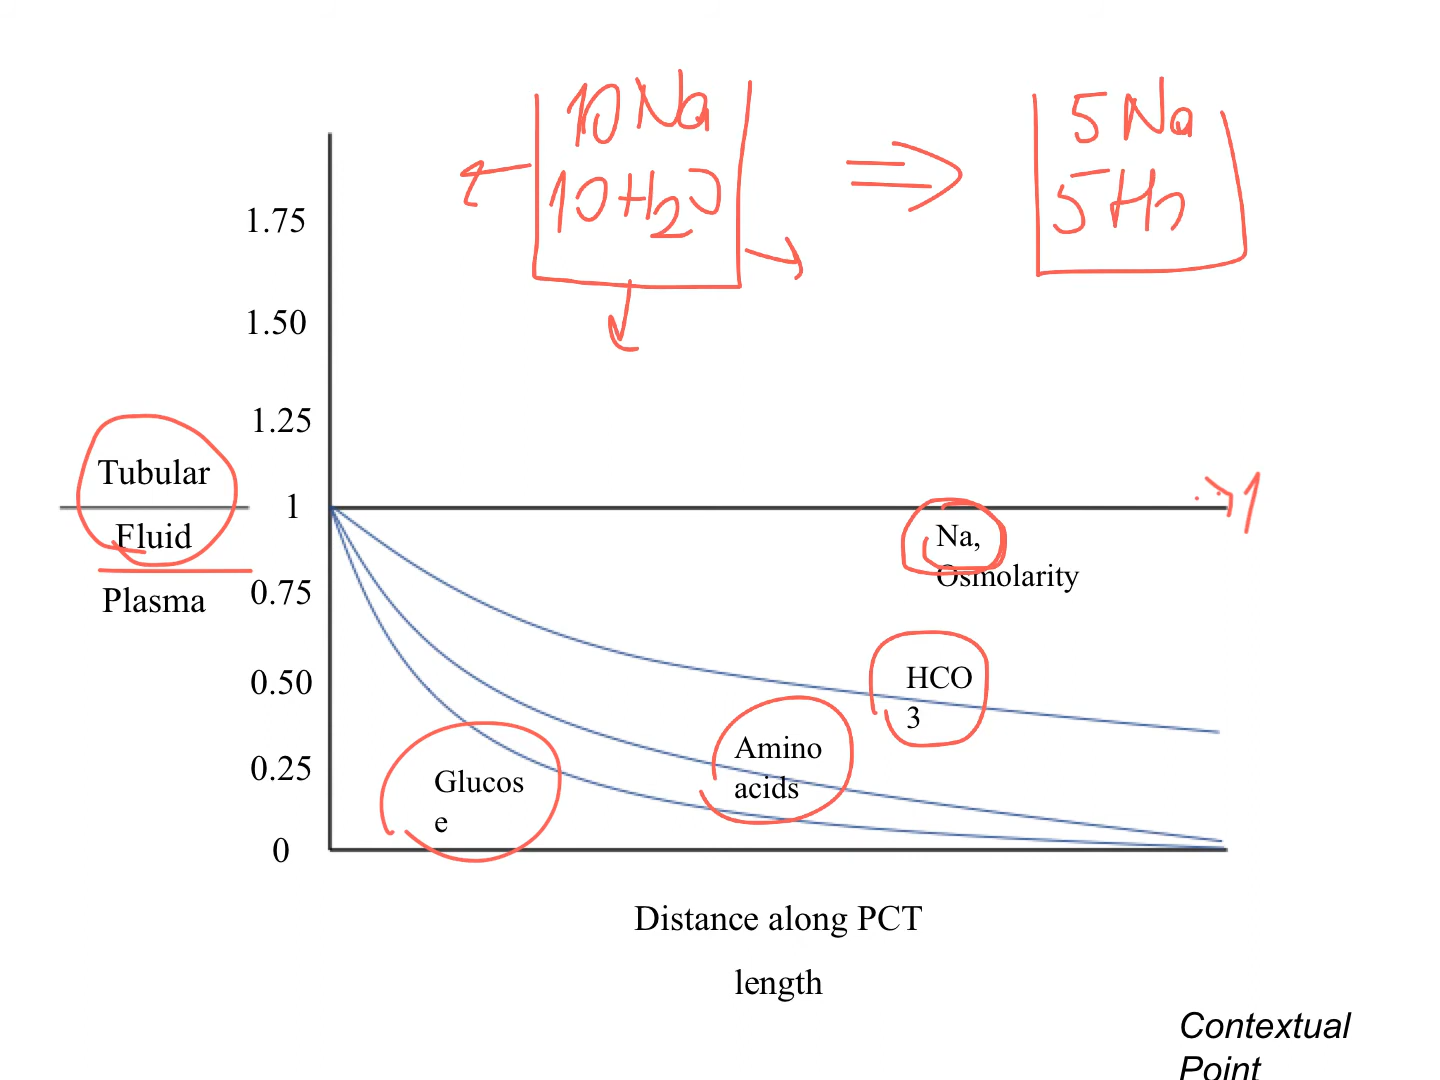 10 Na
10 H2O
5 Na
5 H
1.75
1.50
1.25
Tubular
Fluid
Plasma
1
1
Na,
Osmolarity
0.75
HCO
3
0.50
Amino
acids
0.25
Glucos
e
0
Distance along PCT
length
Contextual
Point